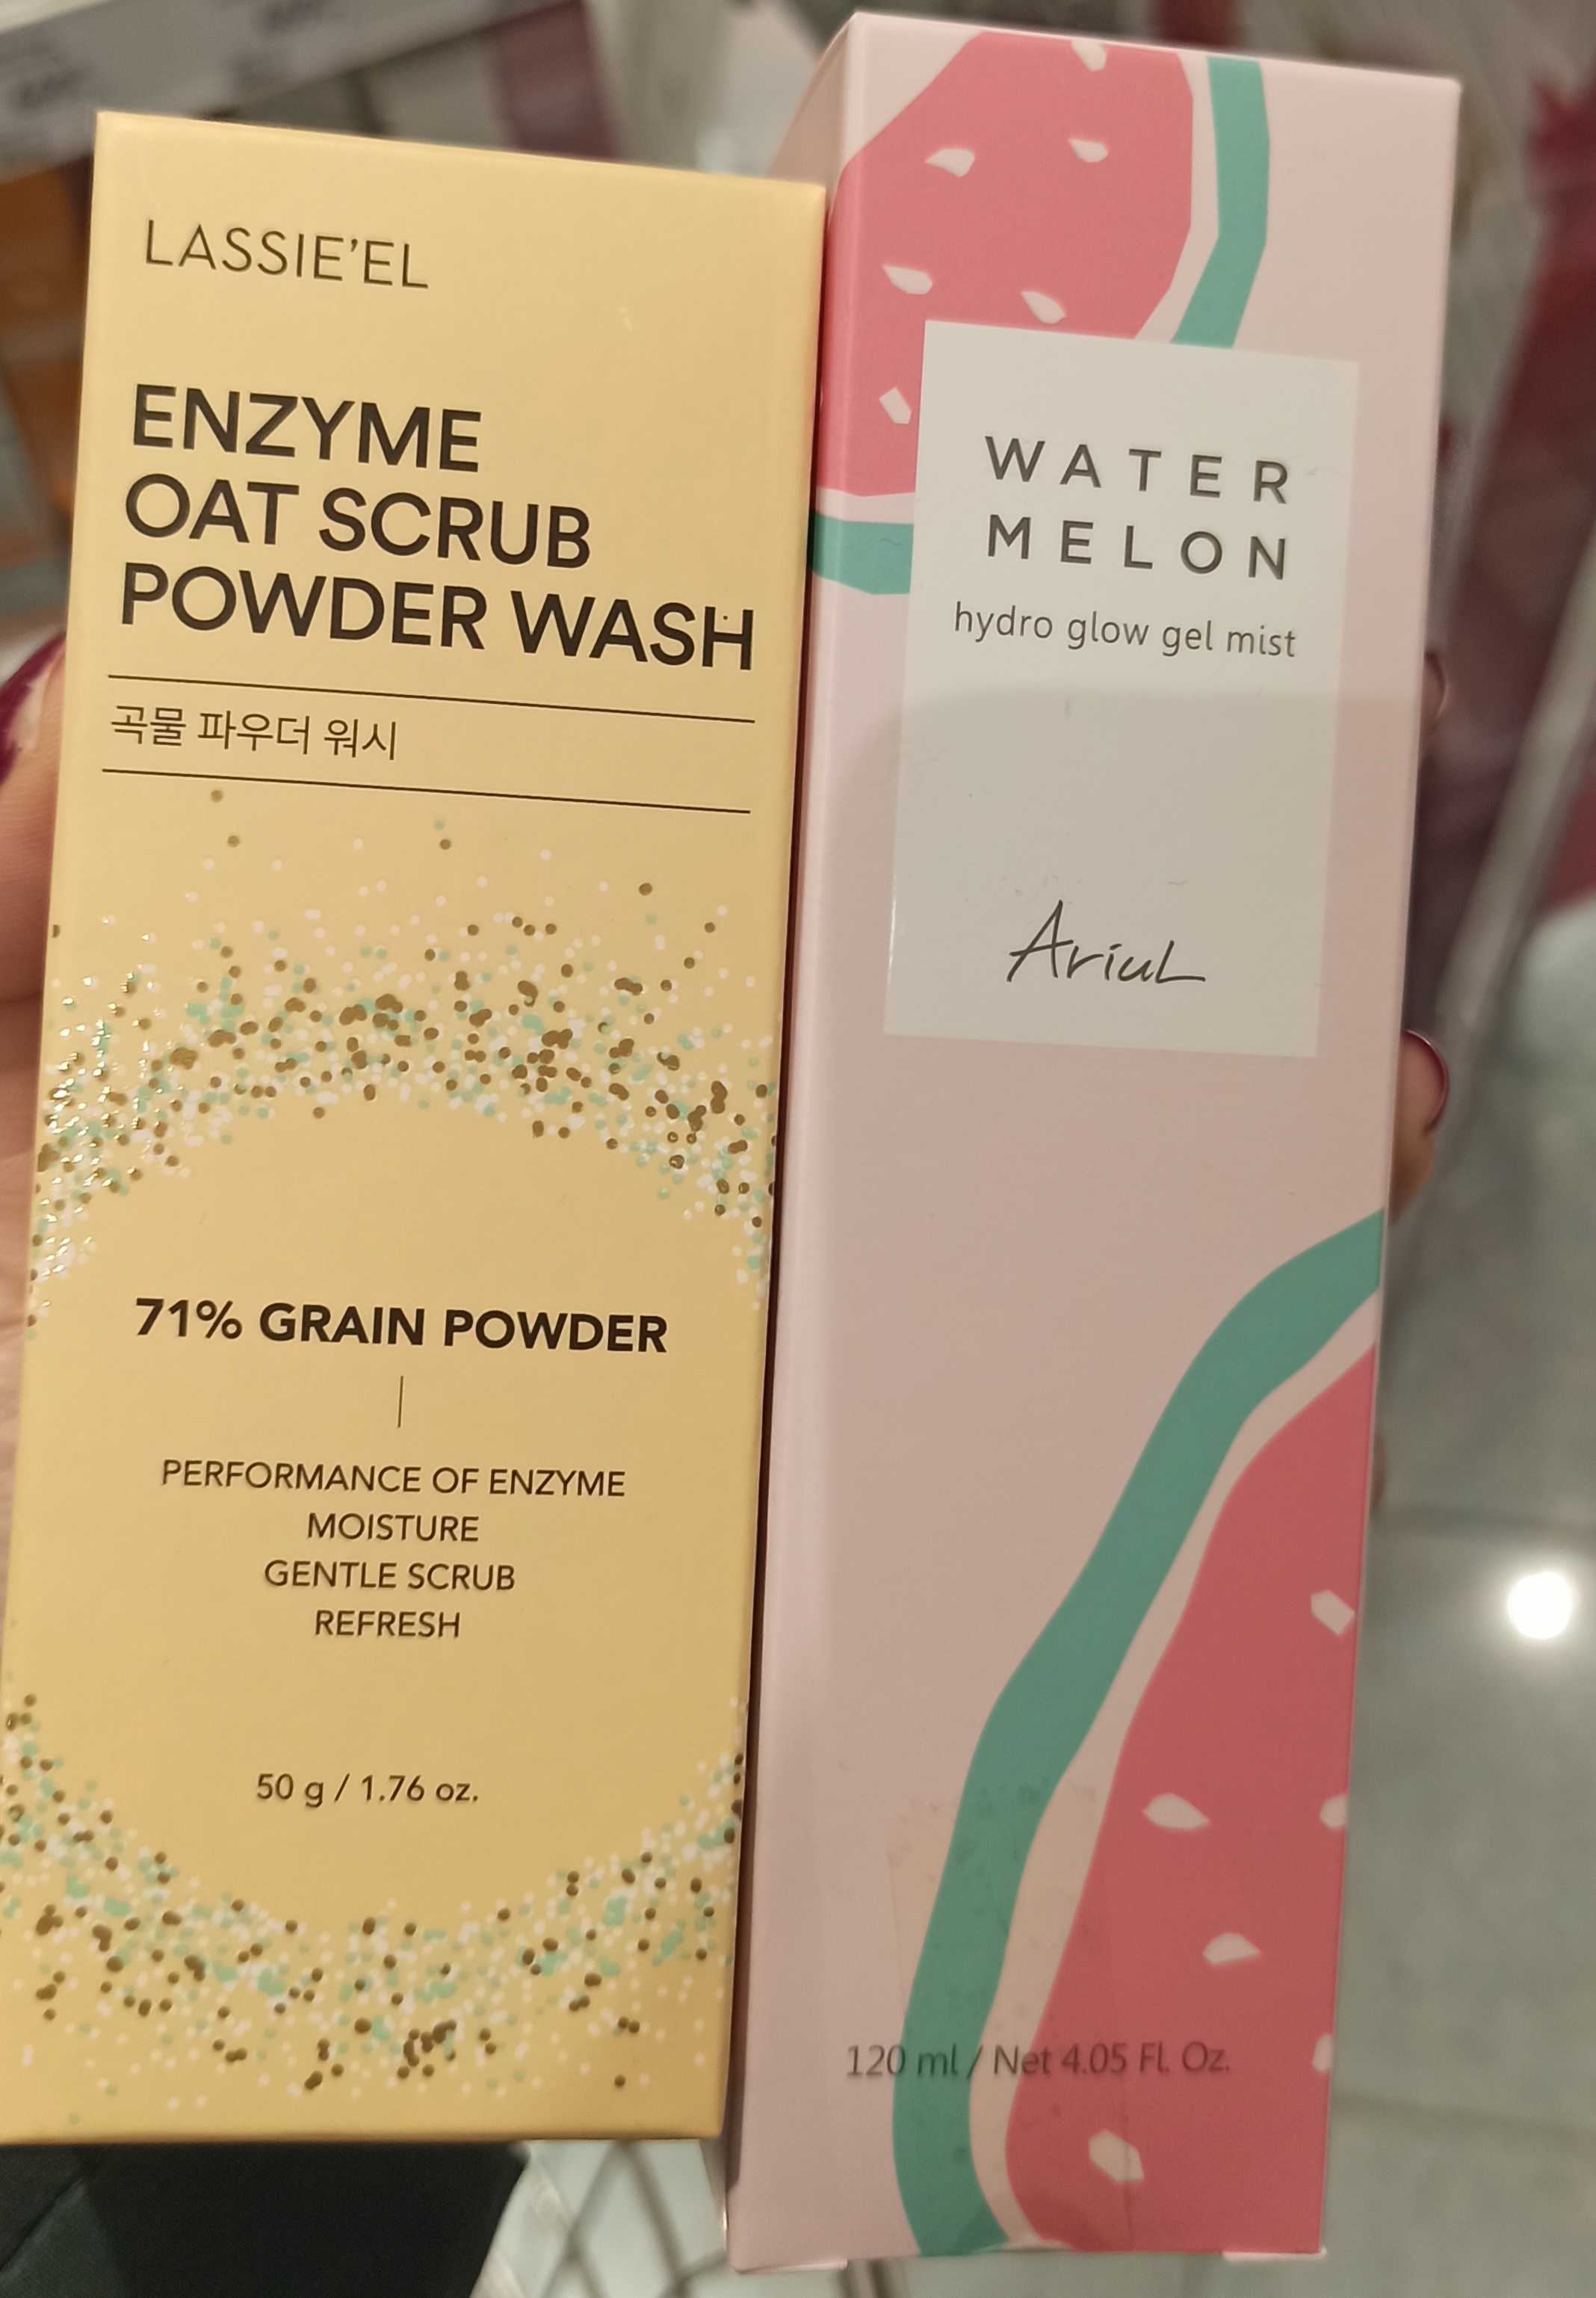 LASSIE'EL
ENZYME
OAT SCRUB
POWDER WASH
곡물 파우더 워시
71% GRAIN POWDER
PERFORMANCE OF ENZYME
MOISTURE
GENTLE SCRUB
REFRESH
50 g / 1.76 oz.
WATER
MELON
hydro glow gel mist
Ariul
120 ml / Net 4.05 Fl. Oz.